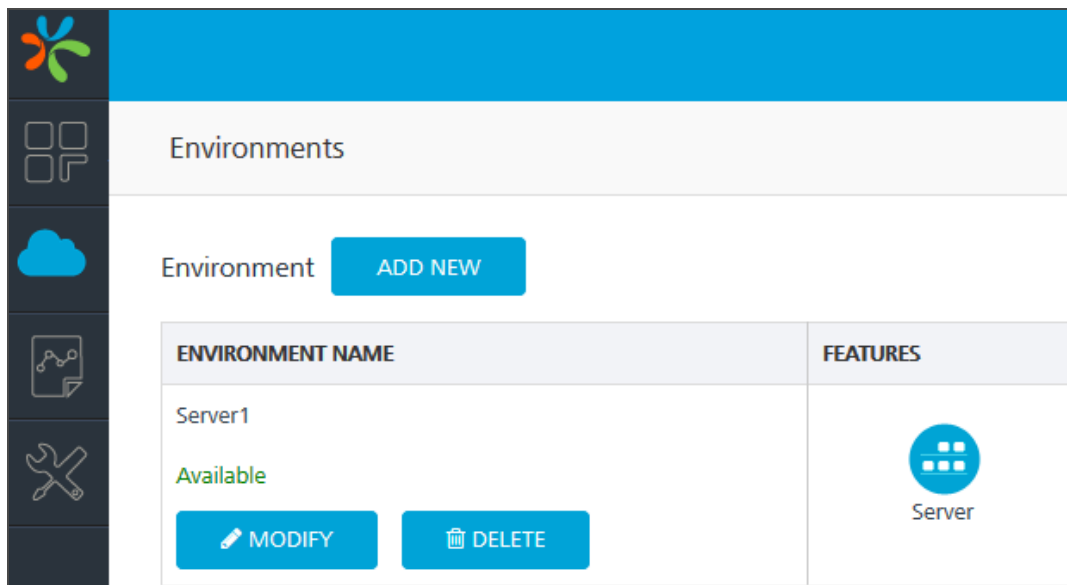 Environments
Environment ADD NEW
ENVIRONMENT NAME FEATURES
Server1
Available
Server
MODIFY DELETE